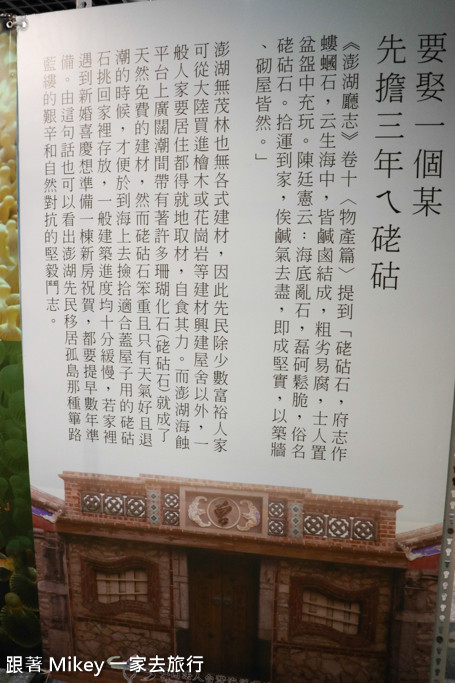 要娶一個某
先擔三年ㄟ硓𥑮
《澎湖廳志》卷十〈物產篇〉提到「硓𥑮石,府志作
螻蟈石,云生海中,皆鹹鹵結成,粗劣易腐,士人置
盆盌中充玩。陳廷憲云:海底亂石,磊砢鬆脆,俗名
硓𥑮石。拾運到家,俟鹹氣去盡,即成堅實,以築牆
、砌屋皆然。」
澎湖無茂林也無各式建材,因此先民除少數富裕人家
可從大陸買進檜木或花崗岩等建材興建屋舍以外,一
般人家要居住都得就地取材,自食其力。而澎湖海蝕
平台上廣闊潮間帶有著許多珊瑚化石(硓𥑮石)就成了
天然免費的建材,然而硓𥑮石笨重且只有天氣好且退
潮的時候,才便於到海上去撿拾適合蓋屋子用的硓𥑮
石挑回家裡存放,一般建築進度均十分緩慢,若家裡
遇到新婚喜慶想準備一棟新房祝賀,都要提早數年準
備。由這句話也可以看出澎湖先民移居孤島那種篳路
藍縷的艱辛和自然對抗的堅毅鬥志。
跟著 Mikey 一家去旅行